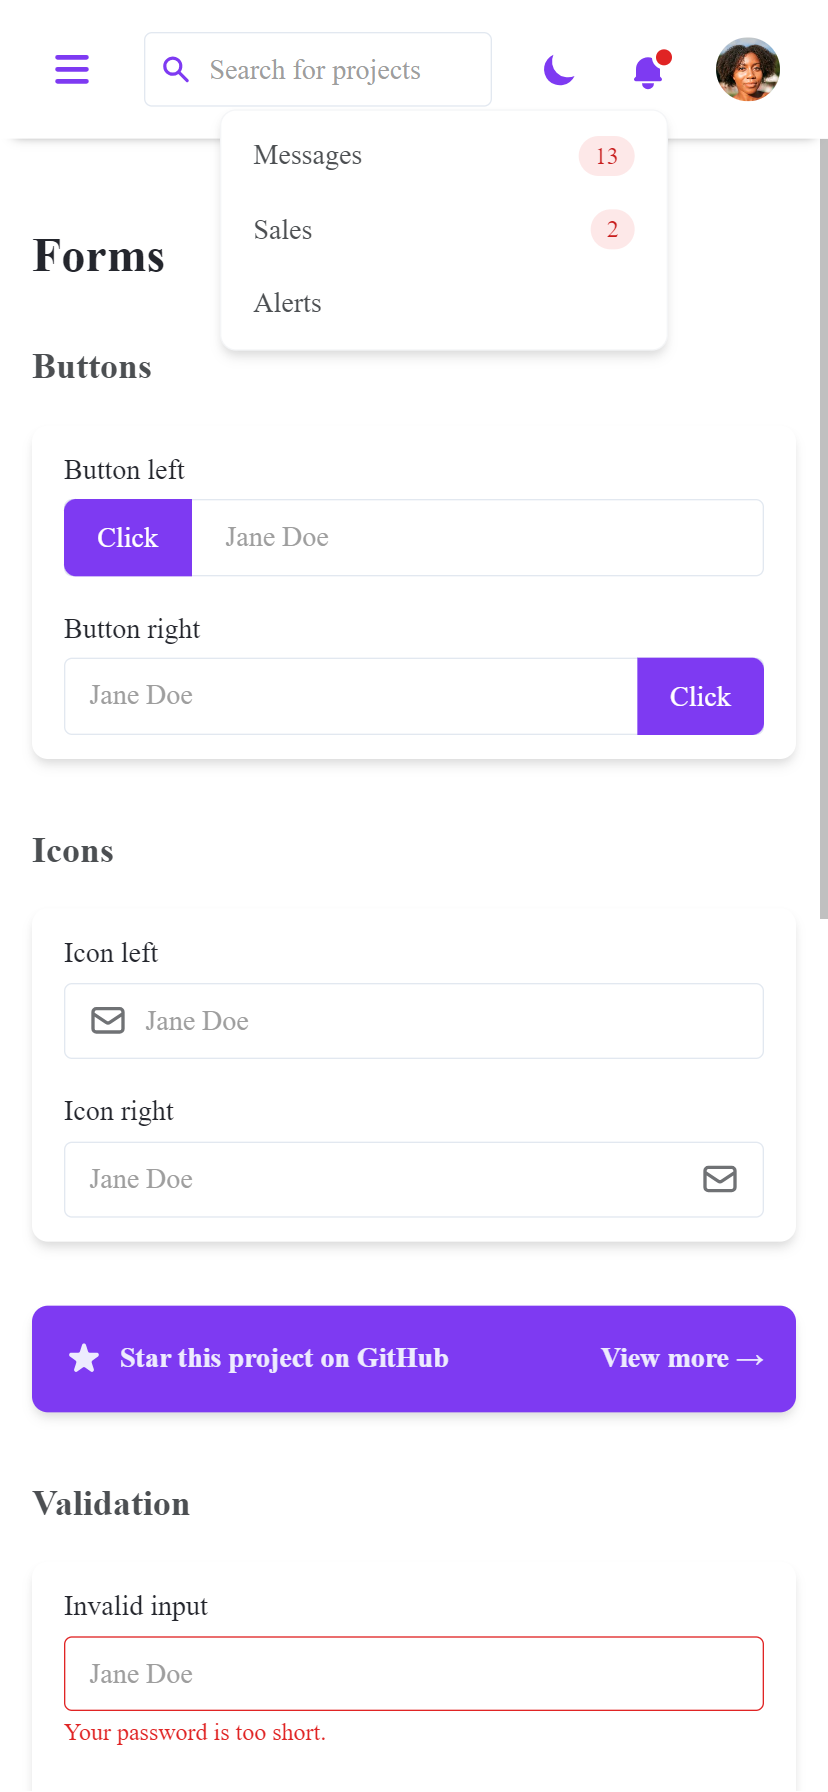 Search for projects
Messages 13
Sales 2
Alerts
Forms
Buttons
Button left
Click Jane Doe
Button right
Jane Doe Click
Icons
Icon left
Jane Doe
Icon right
Jane Doe
Star this project on GitHub View more →
Validation
Invalid input
Jane Doe
Your password is too short.